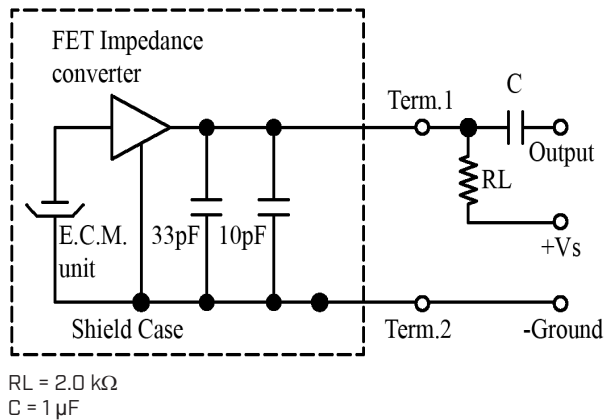 FET Impedance
converter
Term.1
C
Output
RL
+Vs
E.C.M.
unit
33pF
10pF
Shield Case
Term.2
-Ground
RL = 2.0 kΩ
C = 1 µF